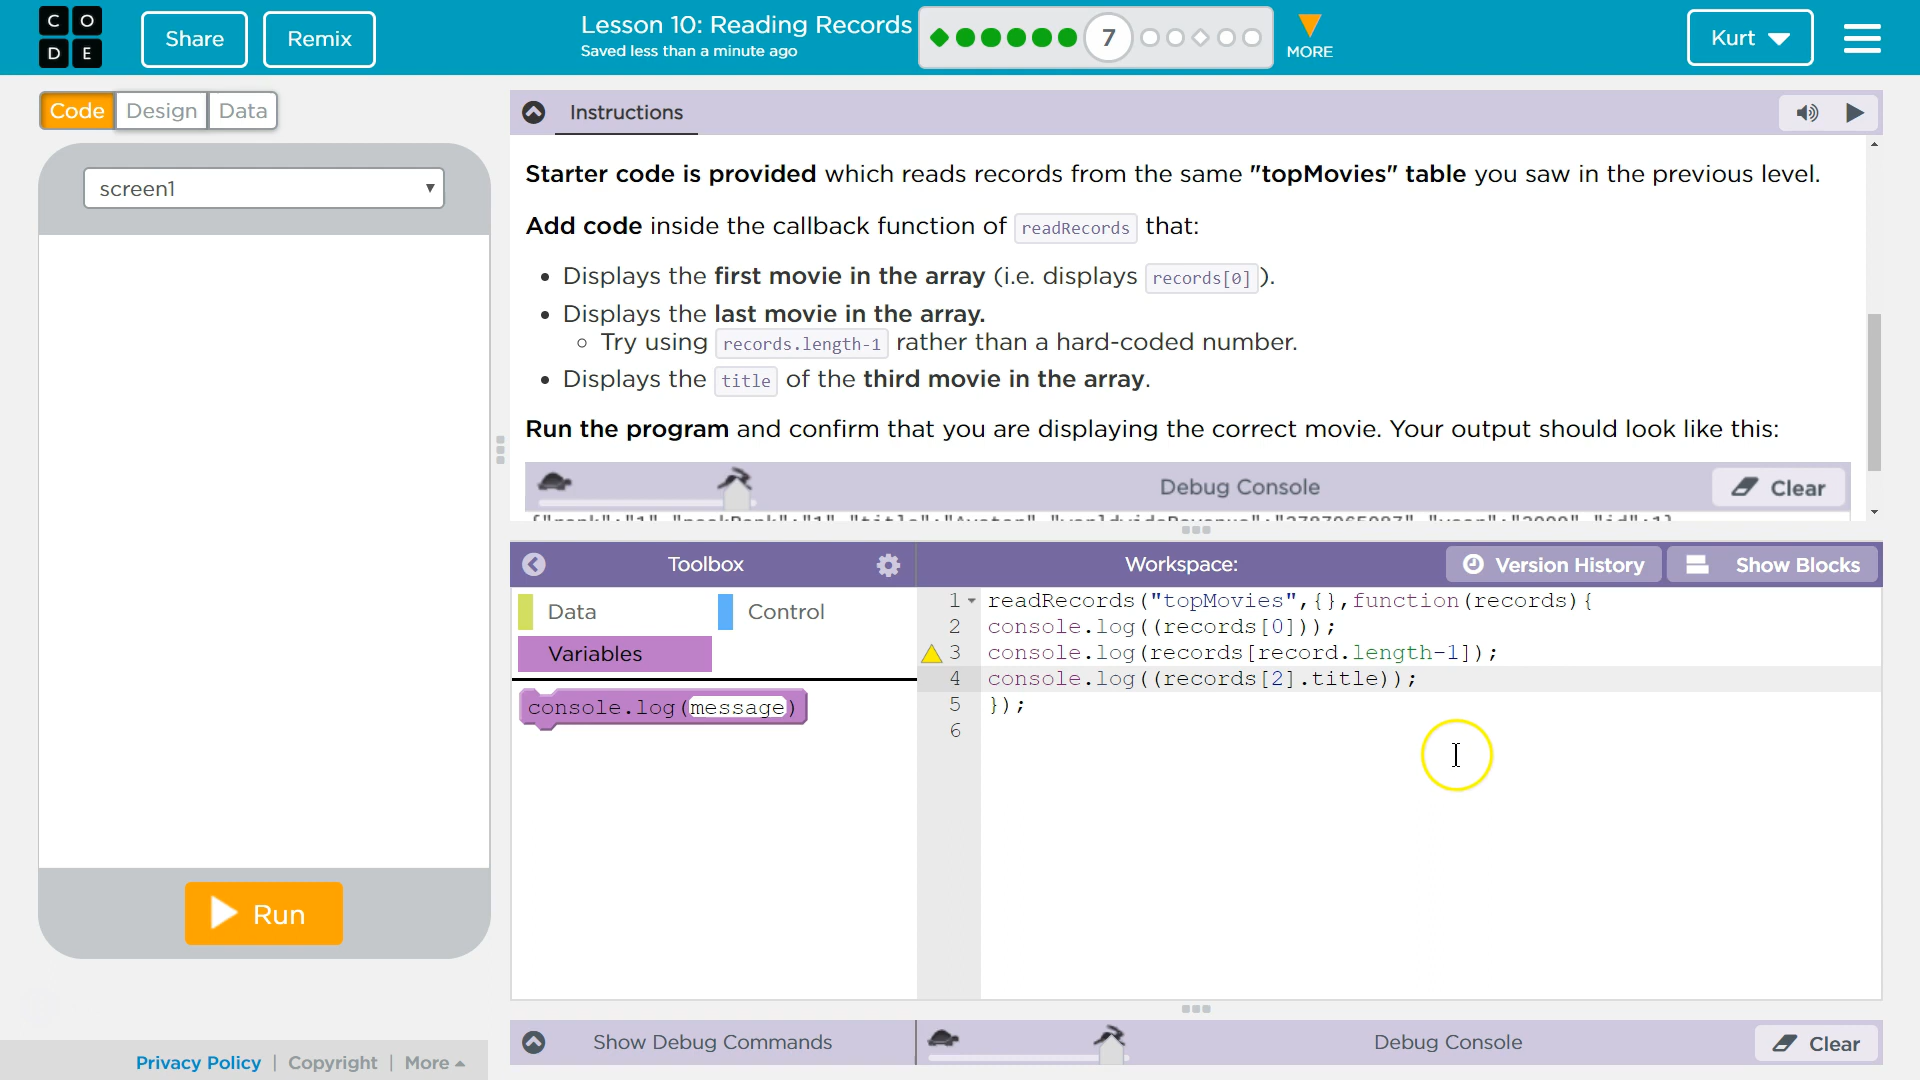 CODE
Share
Remix
Lesson 10: Reading Records
Saved less than a minute ago
7
MORE
Kurt
Code
Design
Data
screen1
Run
Privacy Policy | Copyright | More
Instructions
Starter code is provided which reads records from the same "topMovies" table you saw in the previous level.
Add code inside the callback function of readRecords that:
• Displays the first movie in the array (i.e. displays records[0]).
• Displays the last movie in the array.
Try using records.length-1 rather than a hard-coded number.
• Displays the title of the third movie in the array.
Run the program and confirm that you are displaying the correct movie. Your output should look like this:
Debug Console
Clear
Toolbox
Workspace:
Version History
Show Blocks
Data
Control
Variables
console.log(message)
1 readRecords("topMovies",{},function(records){
2 console.log((records[0]));
3 console.log(records[record.length-1]);
4 console.log((records[2].title));
5 });
6
Show Debug Commands
Debug Console
Clear